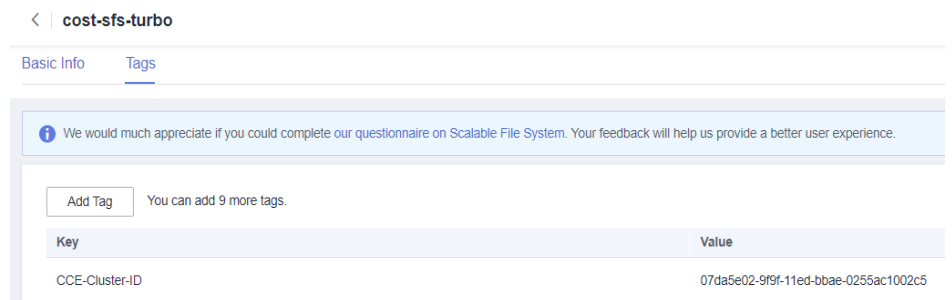 cost-sfs-turbo
Basic Info Tags
We would much appreciate if you could complete our questionnaire on Scalable File System. Your feedback will help us provide a better user experience.
Add Tag You can add 9 more tags.
Key Value
CCE-Cluster-ID 07da5e02-9f9f-11ed-bbae-0255ac1002c5